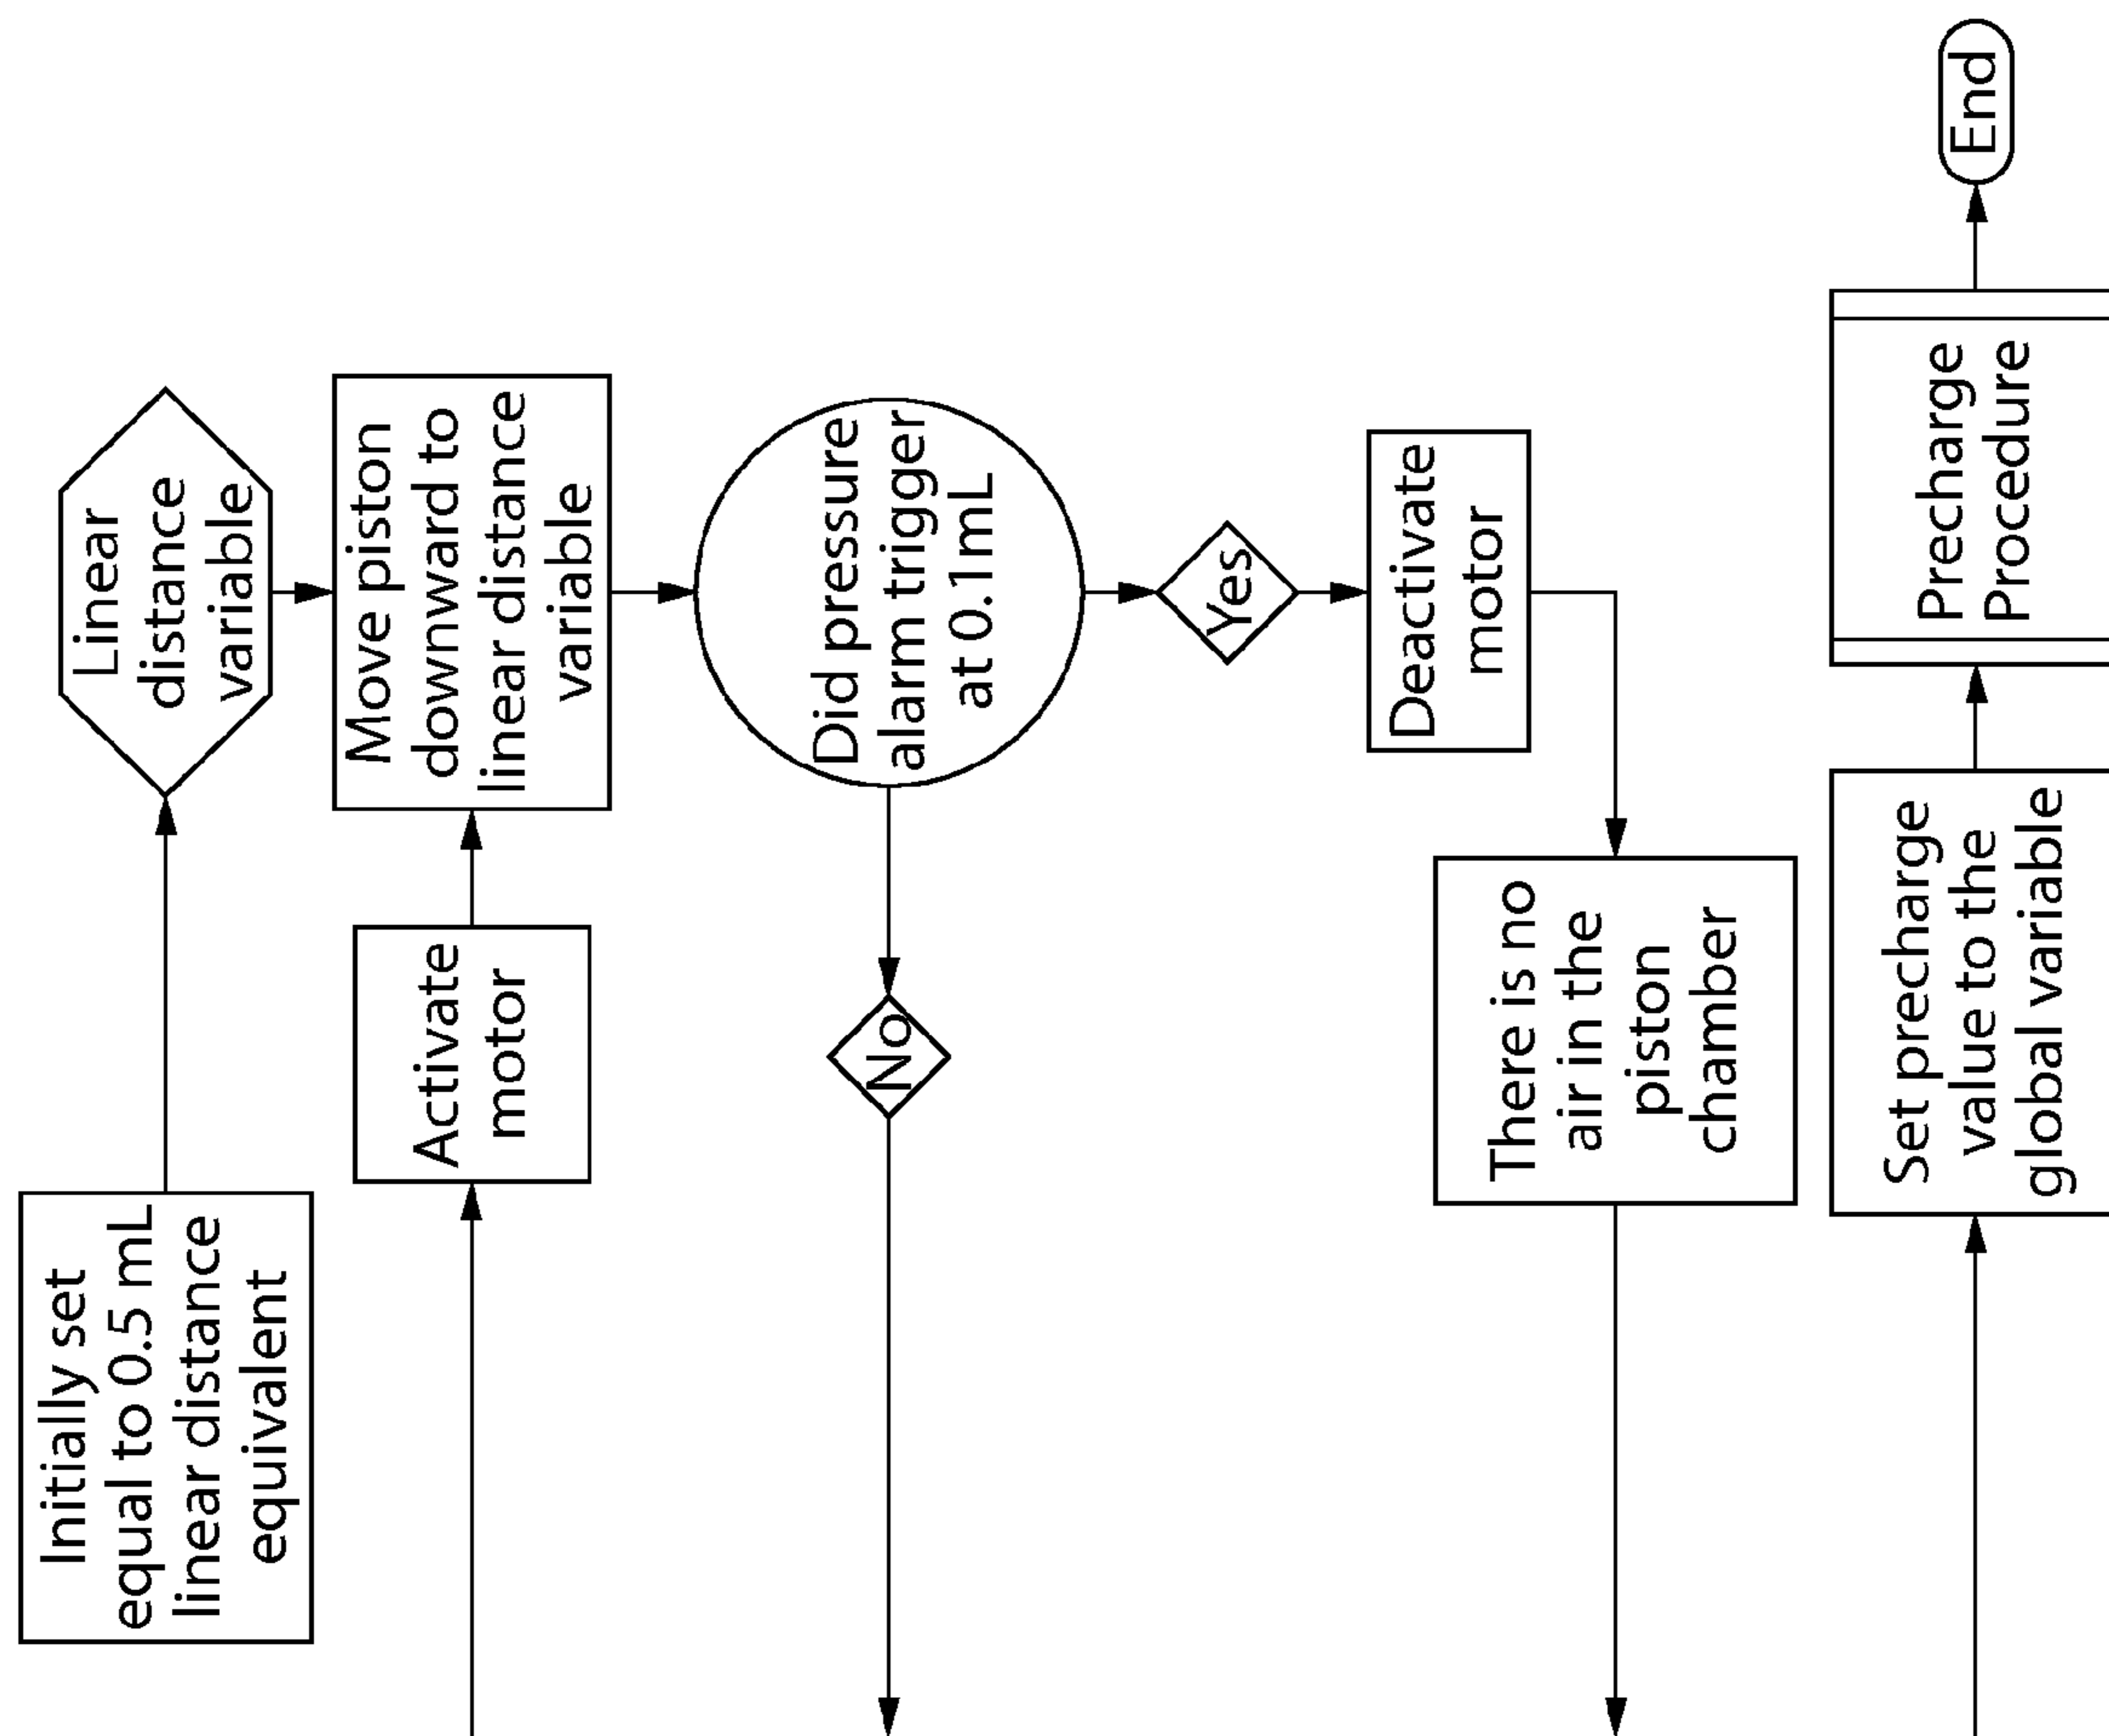 Initially set
equal to 0.5 mL
linear distance
equivalent
Linear
distance
variable
Activate
motor
Move piston
downward to
linear distance
variable
No
Did pressure
alarm trigger
at 0.1mL
Yes
Deactivate
motor
There is no
air in the
piston
chamber
Set precharge
value to the
global variable
Precharge
Procedure
End